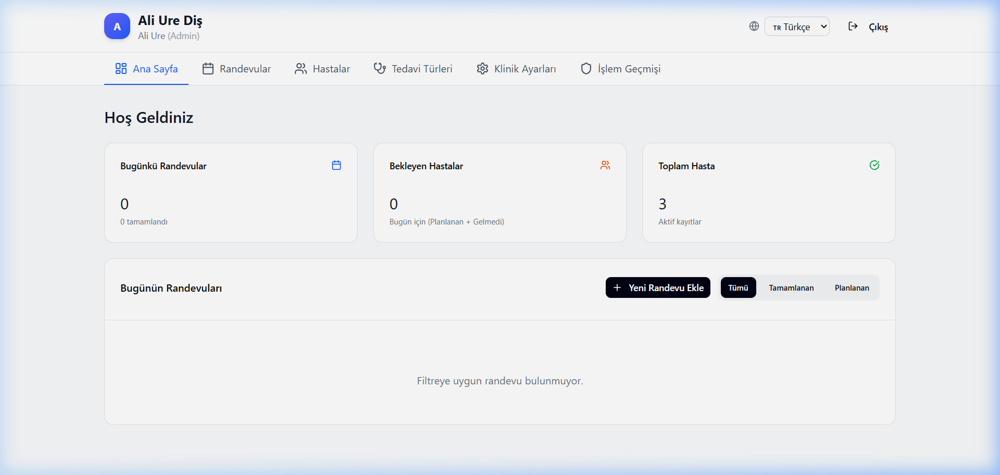 A
Ali Ure Diş
Ali Ure (Admin)
TR Türkçe
Çıkış
Ana Sayfa
Randevular
Hastalar
Tedavi Türleri
Klinik Ayarları
İşlem Geçmişi
Hoş Geldiniz
Bugünkü Randevular
0
0 tamamlandı
Bekleyen Hastalar
0
Bugün için (Planlanan + Gelmedi)
Toplam Hasta
3
Aktif kayıtlar
Bugünün Randevuları
Yeni Randevu Ekle
Tümü
Tamamlanan
Planlanan
Filtreye uygun randevu bulunmuyor.